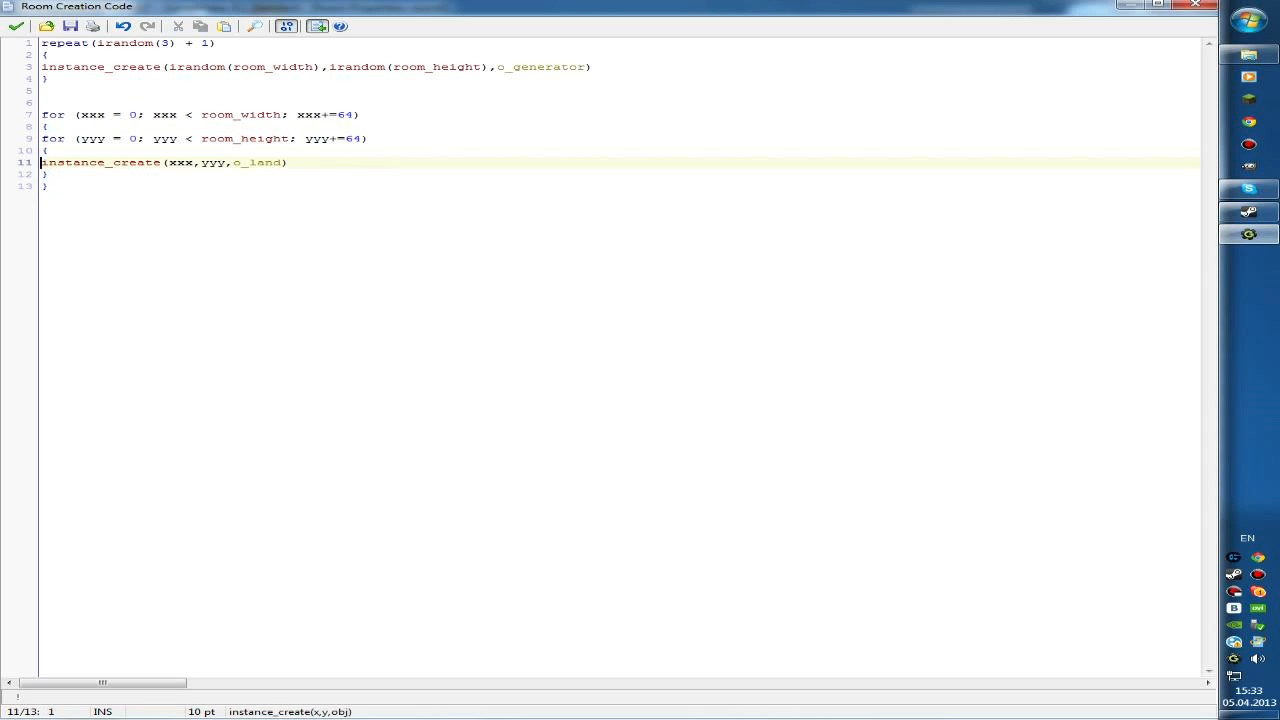 Room Creation Code
1 repeat(irandom(3) + 1)
2 {
3 instance_create(irandom(room_width),irandom(room_height),o_generator)
4 }
5
6
7 for (xxx = 0; xxx < room_width; xxx+=64)
8 {
9 for (yyy = 0; yyy < room_height; yyy+=64)
10 {
11 instance_create(xxx,yyy,o_land)
12 }
13 }
EN
15:33
05.04.2013
11/13: 1 INS 10 pt instance_create(x,y,obj)